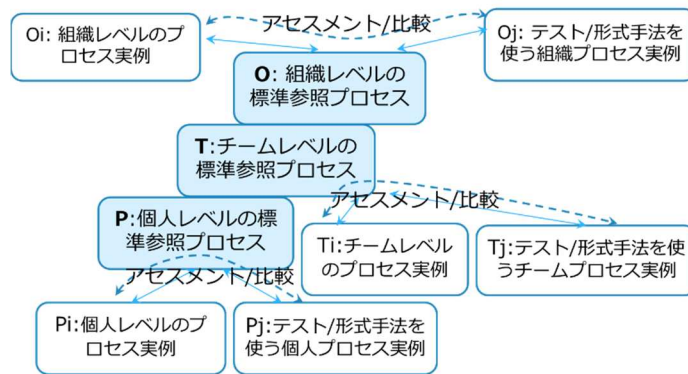 アセスメント/比較
Oi: 組織レベルのプ
ロセス実例
Oj: テスト/形式手法を
使う組織プロセス実例
O: 組織レベルの
標準参照プロセス
T:チームレベルの
標準参照プロセス
アセスメント/比較
P:個人レベルの標
準参照プロセス
Ti:チームレベル
のプロセス実例
Tj:テスト/形式手法を使
うチームプロセス実例
アセスメント/比較
Pi:個人レベルのプ
ロセス実例
Pj:テスト/形式手法を
使う個人プロセス実例